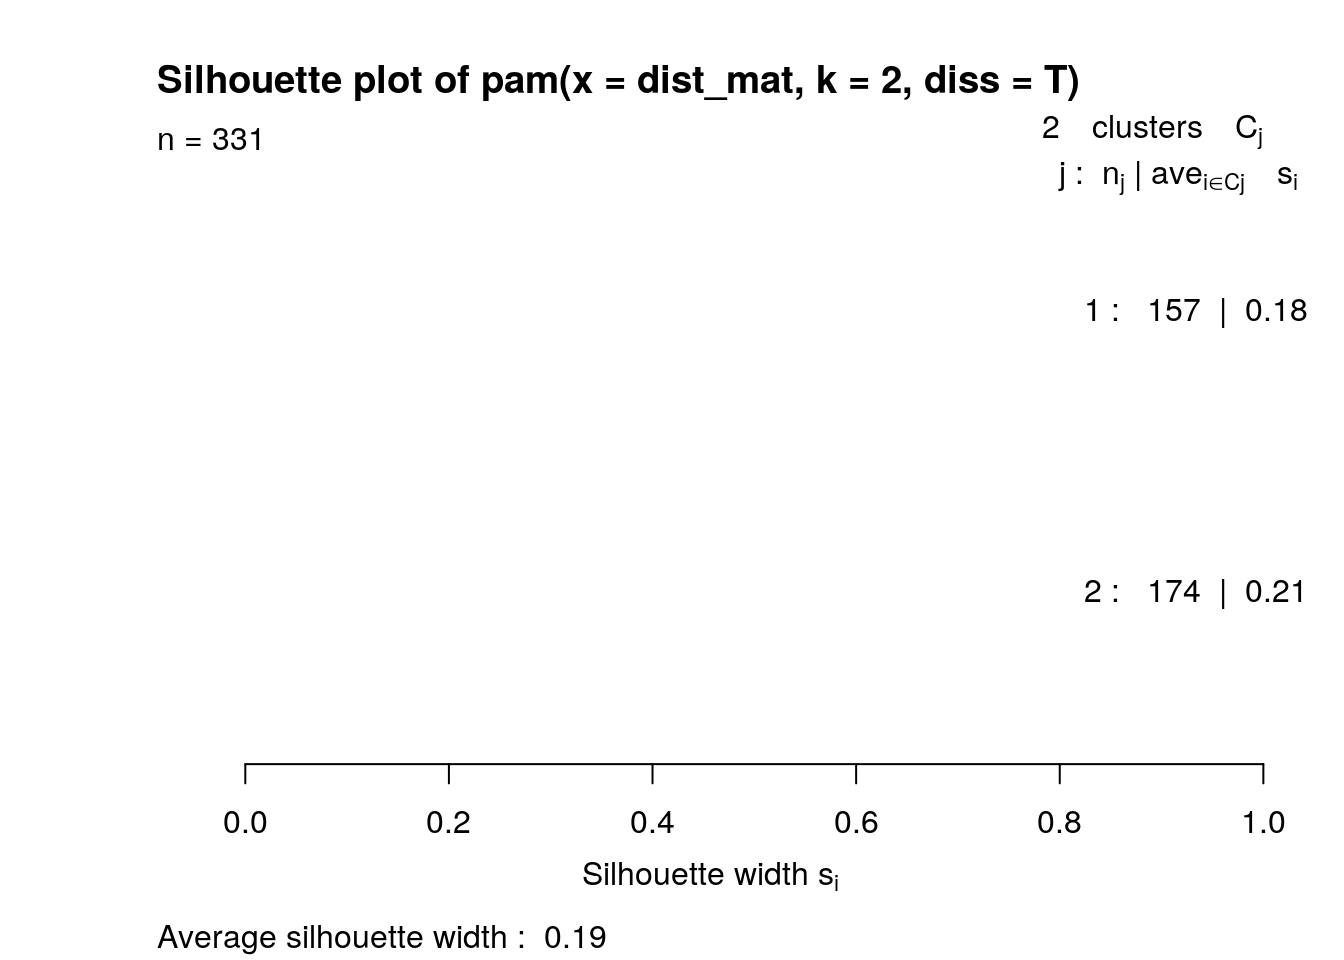 Silhouette plot of pam(x = dist_mat, k = 2, diss = T)
n = 331
2 clusters Cj
j : nj | avei∈Cj si
1 : 157 | 0.18
2 : 174 | 0.21
0.0 0.2 0.4 0.6 0.8 1.0
Silhouette width si
Average silhouette width : 0.19